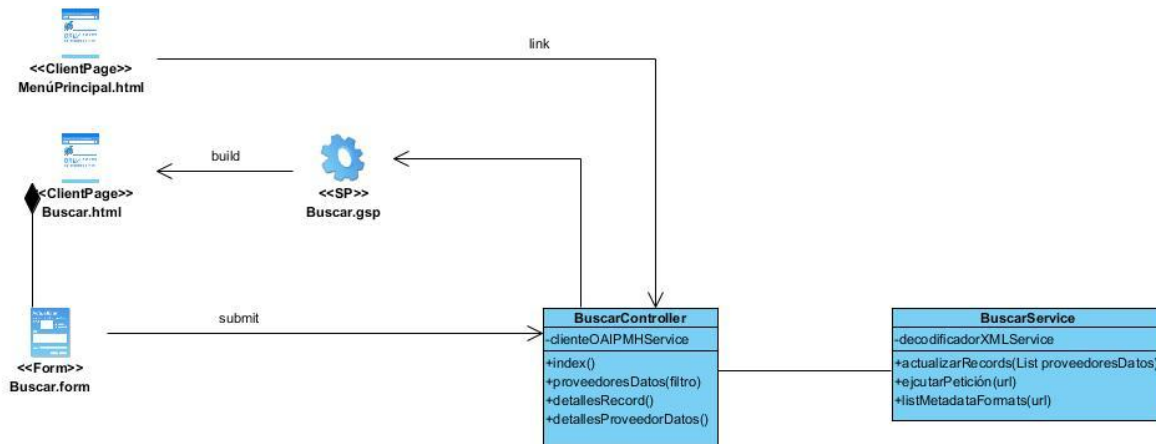 link
<<ClientPage>>
MenúPrincipal.html
build
<<ClientPage>>
Buscar.html
<<SP>>
Buscar.gsp
submit
<<Form>>
Buscar.form
BuscarController
-clienteOAIPMHService
+index()
+proveedoresDatos(filtro)
+detallesRecord()
+detallesProveedorDatos()
BuscarService
-decodificadorXMLService
+actualizarRecords(List proveedoresDatos)
+ejcutarPetición(url)
+listMetadataFormats(url)